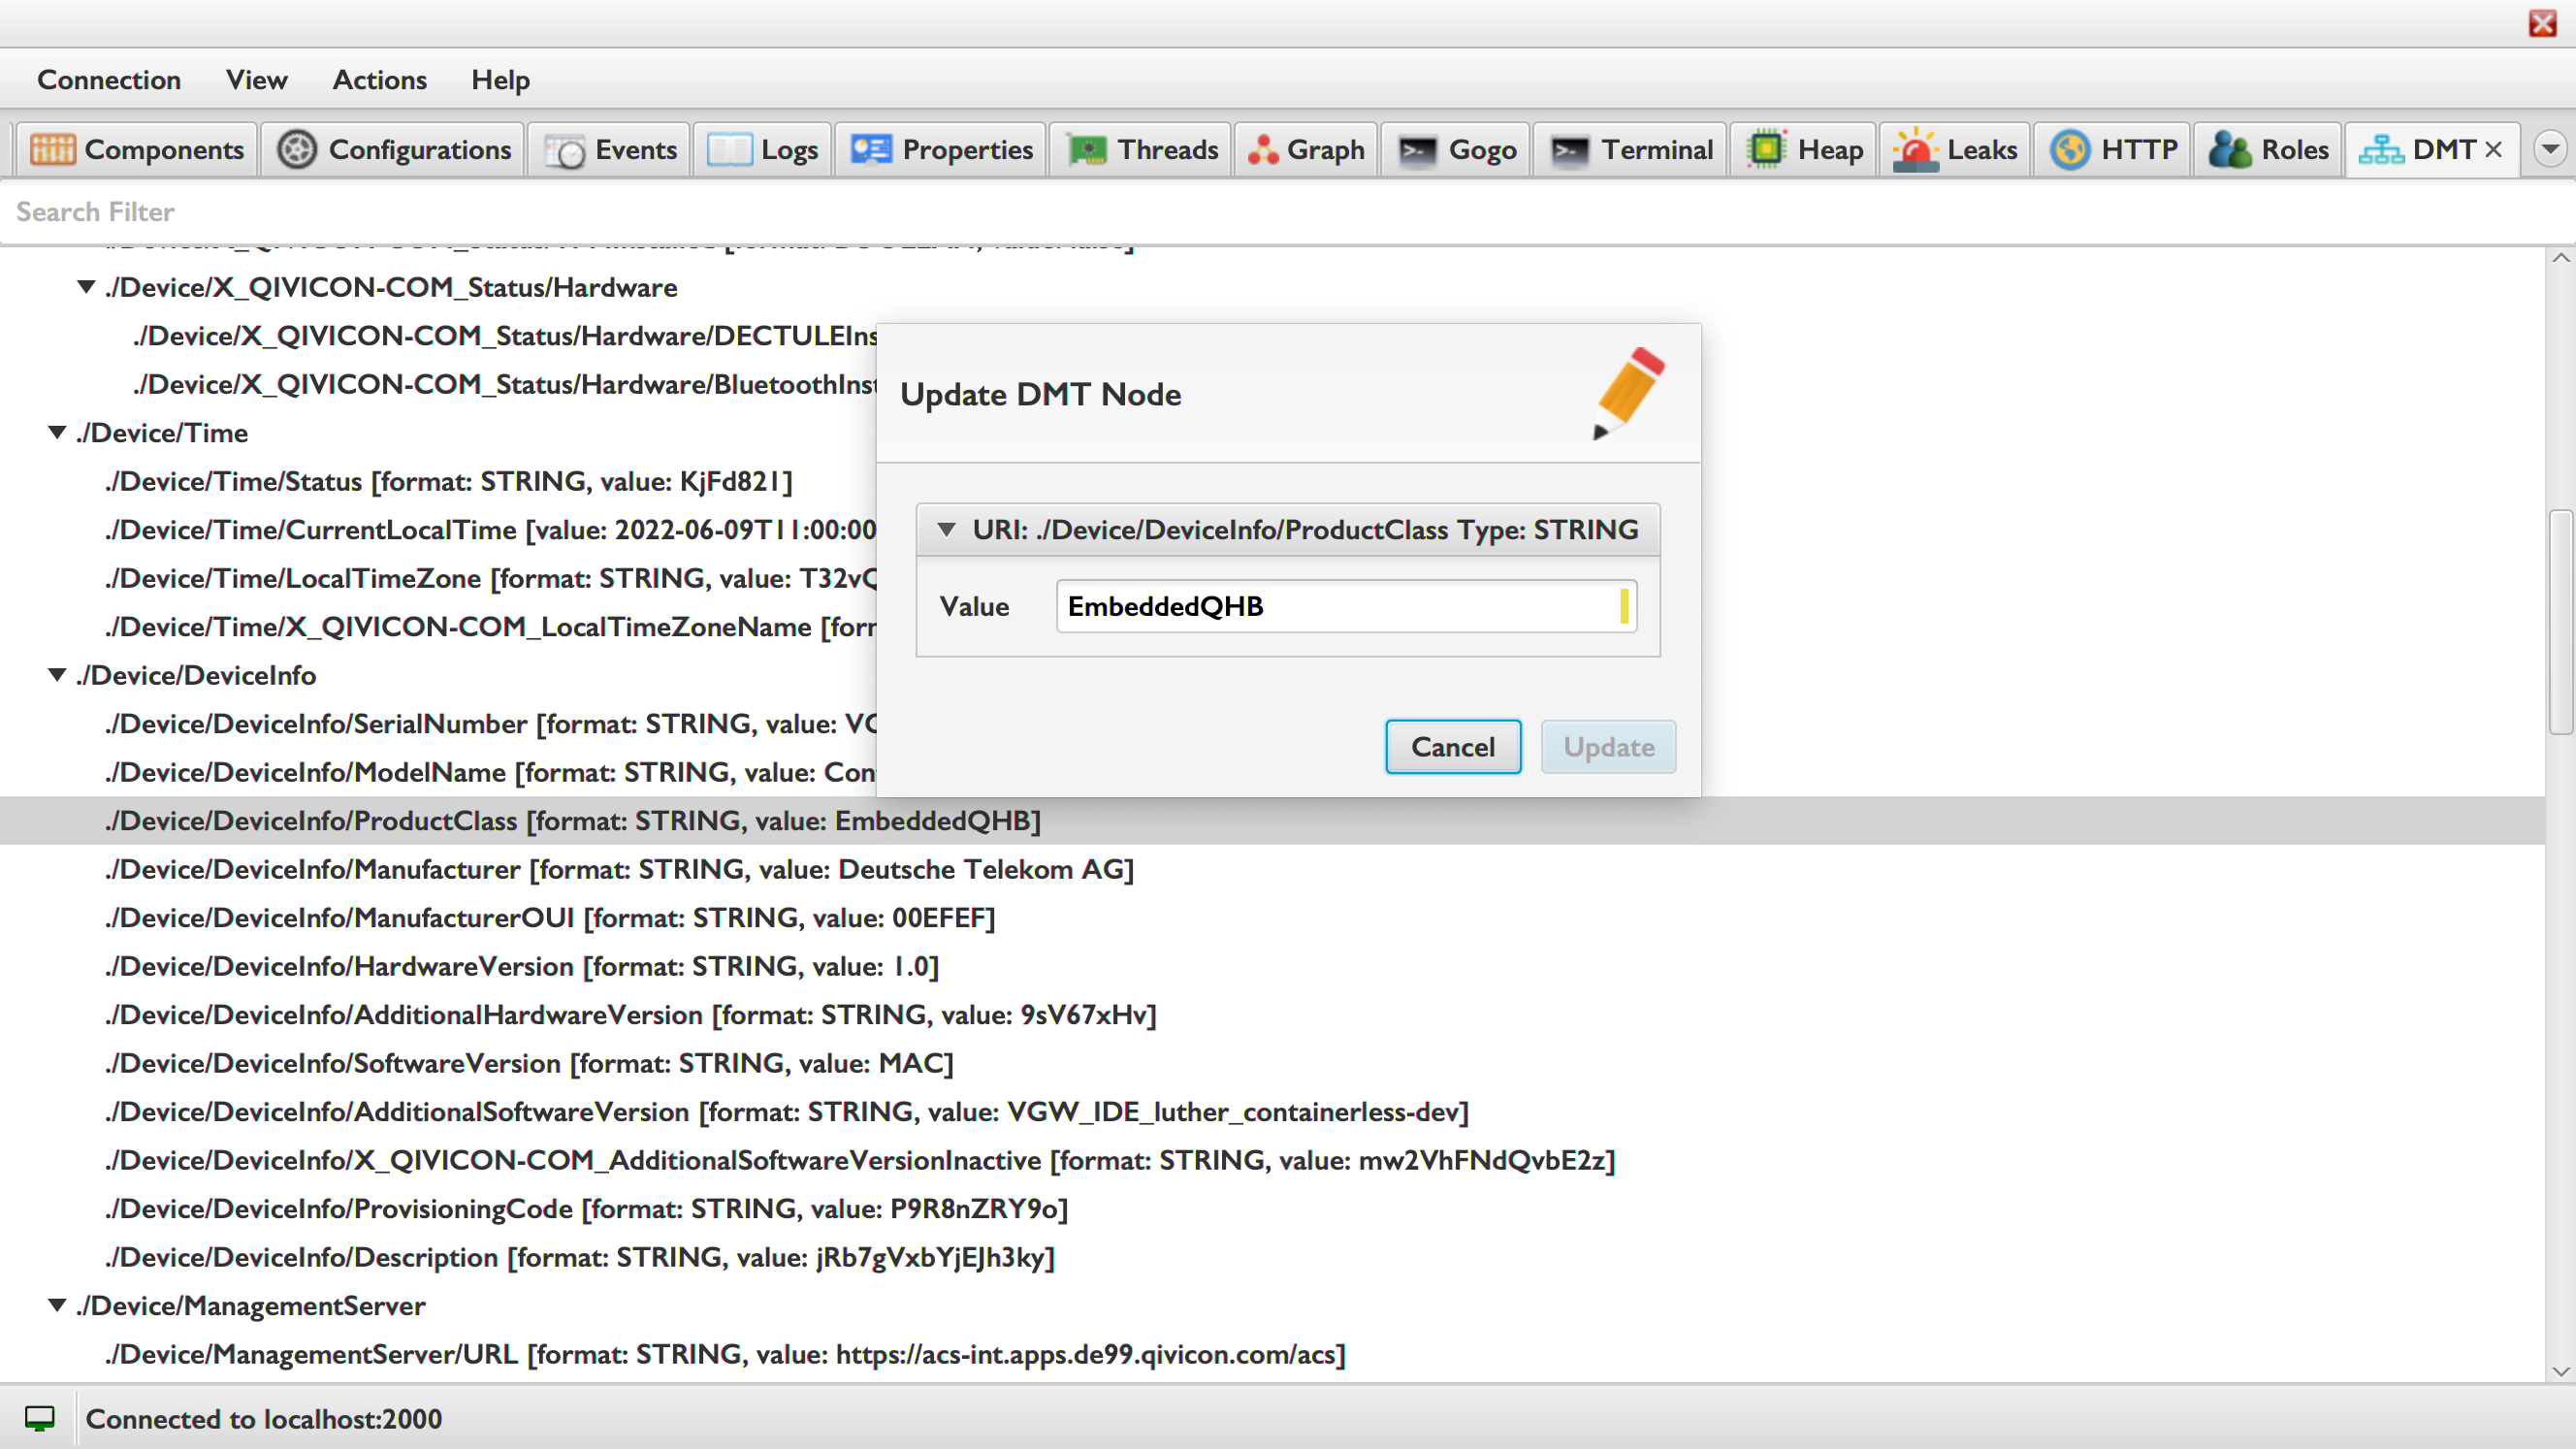 Connection View Actions Help
Components Configurations Events Logs Properties Threads Graph Gogo Terminal Heap Leaks HTTP Roles DMT
Search Filter
./Device/X_QIVICON-COM_Status/Hardware
./Device/X_QIVICON-COM_Status/Hardware/DECTULEIns
./Device/X_QIVICON-COM_Status/Hardware/BluetoothInst
./Device/Time
./Device/Time/Status [format: STRING, value: KjFd821]
./Device/Time/CurrentLocalTime [value: 2022-06-09T11:00:00
./Device/Time/LocalTimeZone [format: STRING, value: T32vQ
./Device/Time/X_QIVICON-COM_LocalTimeZoneName [forr
./Device/DeviceInfo
./Device/DeviceInfo/SerialNumber [format: STRING, value: VG
./Device/DeviceInfo/ModelName [format: STRING, value: Con
./Device/DeviceInfo/ProductClass [format: STRING, value: EmbeddedQHB]
./Device/DeviceInfo/Manufacturer [format: STRING, value: Deutsche Telekom AG]
./Device/DeviceInfo/ManufacturerOUI [format: STRING, value: 00EFEF]
./Device/DeviceInfo/HardwareVersion [format: STRING, value: 1.0]
./Device/DeviceInfo/AdditionalHardwareVersion [format: STRING, value: 9sV67xHv]
./Device/DeviceInfo/SoftwareVersion [format: STRING, value: MAC]
./Device/DeviceInfo/AdditionalSoftwareVersion [format: STRING, value: VGW_IDE_luther_containerless-dev]
./Device/DeviceInfo/X_QIVICON-COM_AdditionalSoftwareVersionInactive [format: STRING, value: mw2VhFNdQvbE2z]
./Device/DeviceInfo/ProvisioningCode [format: STRING, value: P9R8nZRY9o]
./Device/DeviceInfo/Description [format: STRING, value: jRb7gVxbYjEJh3ky]
./Device/ManagementServer
./Device/ManagementServer/URL [format: STRING, value: https://acs-int.apps.de99.qivicon.com/acs]
Update DMT Node
URI: ./Device/DeviceInfo/ProductClass Type: STRING
Value EmbeddedQHB
Cancel Update
Connected to localhost:2000